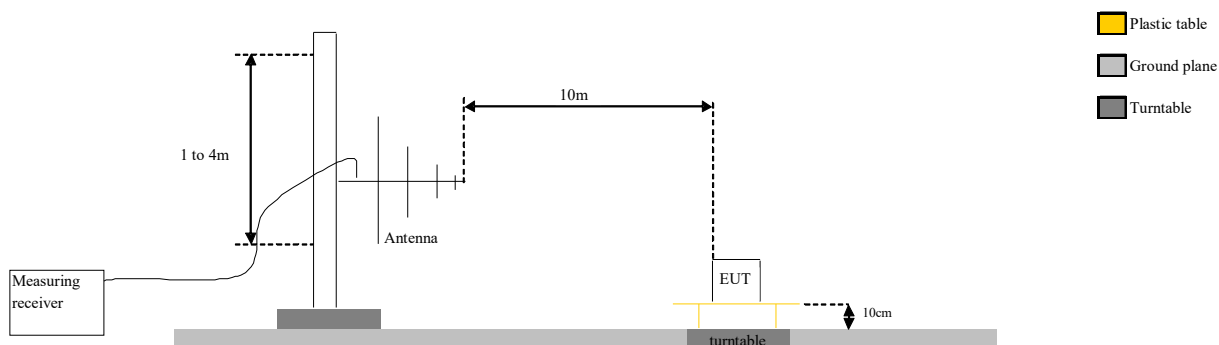 Plastic table
Ground plane
Turntable
10m
1 to 4m
Antenna
Measuring
receiver
EUT
10cm
turntable